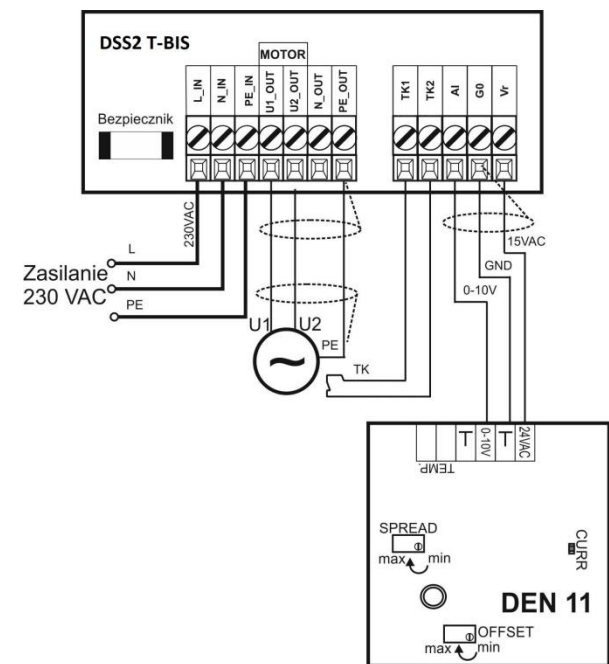 DSS2 T-BIS
MOTOR
L_IN
N_IN
PE_IN
U1_OUT
U2_OUT
N_OUT
PE_OUT
TK1
TK2
AI
G0
Vr
Bezpiecznik
230VAC
15VAC
GND
0-10V
L
Zasilanie
N
230 VAC
PE
U1
U2
PE
TK
0-10V
24VAC
TEMP.
SPREAD
max
min
CURR
DEN 11
OFFSET
max
min